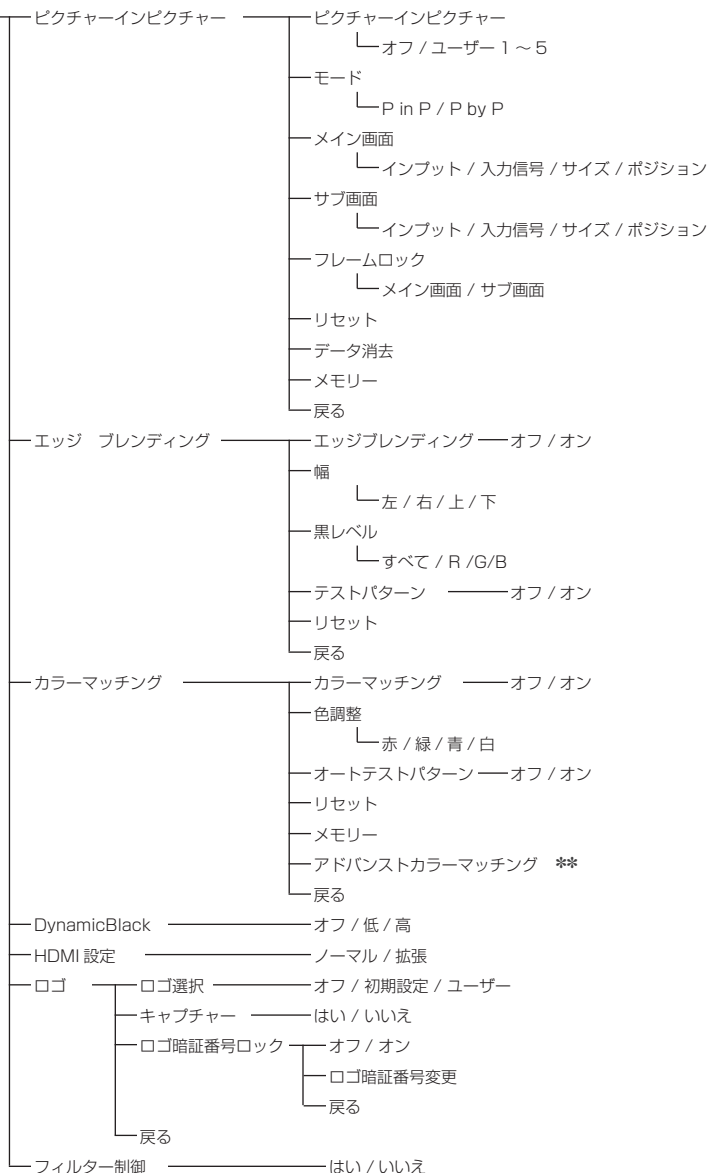 ピクチャーインピクチャー ピクチャーインピクチャー
オフ / ユーザー 1 ～ 5
モード
P in P / P by P
メイン画面
インプット / 入力信号 / サイズ / ポジション
サブ画面
インプット / 入力信号 / サイズ / ポジション
フレームロック
メイン画面 / サブ画面
リセット
データ消去
メモリー
戻る
エッジ　ブレンディング エッジブレンディング オフ / オン
幅
左 / 右 / 上 / 下
黒レベル
すべて / R /G/B
テストパターン オフ / オン
リセット
戻る
カラーマッチング カラーマッチング オフ / オン
色調整
赤 / 緑 / 青 / 白
オートテストパターン オフ / オン
リセット
メモリー
アドバンストカラーマッチング ✽✽
戻る
DynamicBlack オフ / 低 / 高
HDMI 設定 ノーマル / 拡張
ロゴ ロゴ選択 オフ / 初期設定 / ユーザー
キャプチャー はい / いいえ
ロゴ暗証番号ロック オフ / オン
ロゴ暗証番号変更
戻る
戻る
フィルター制御 はい / いいえ